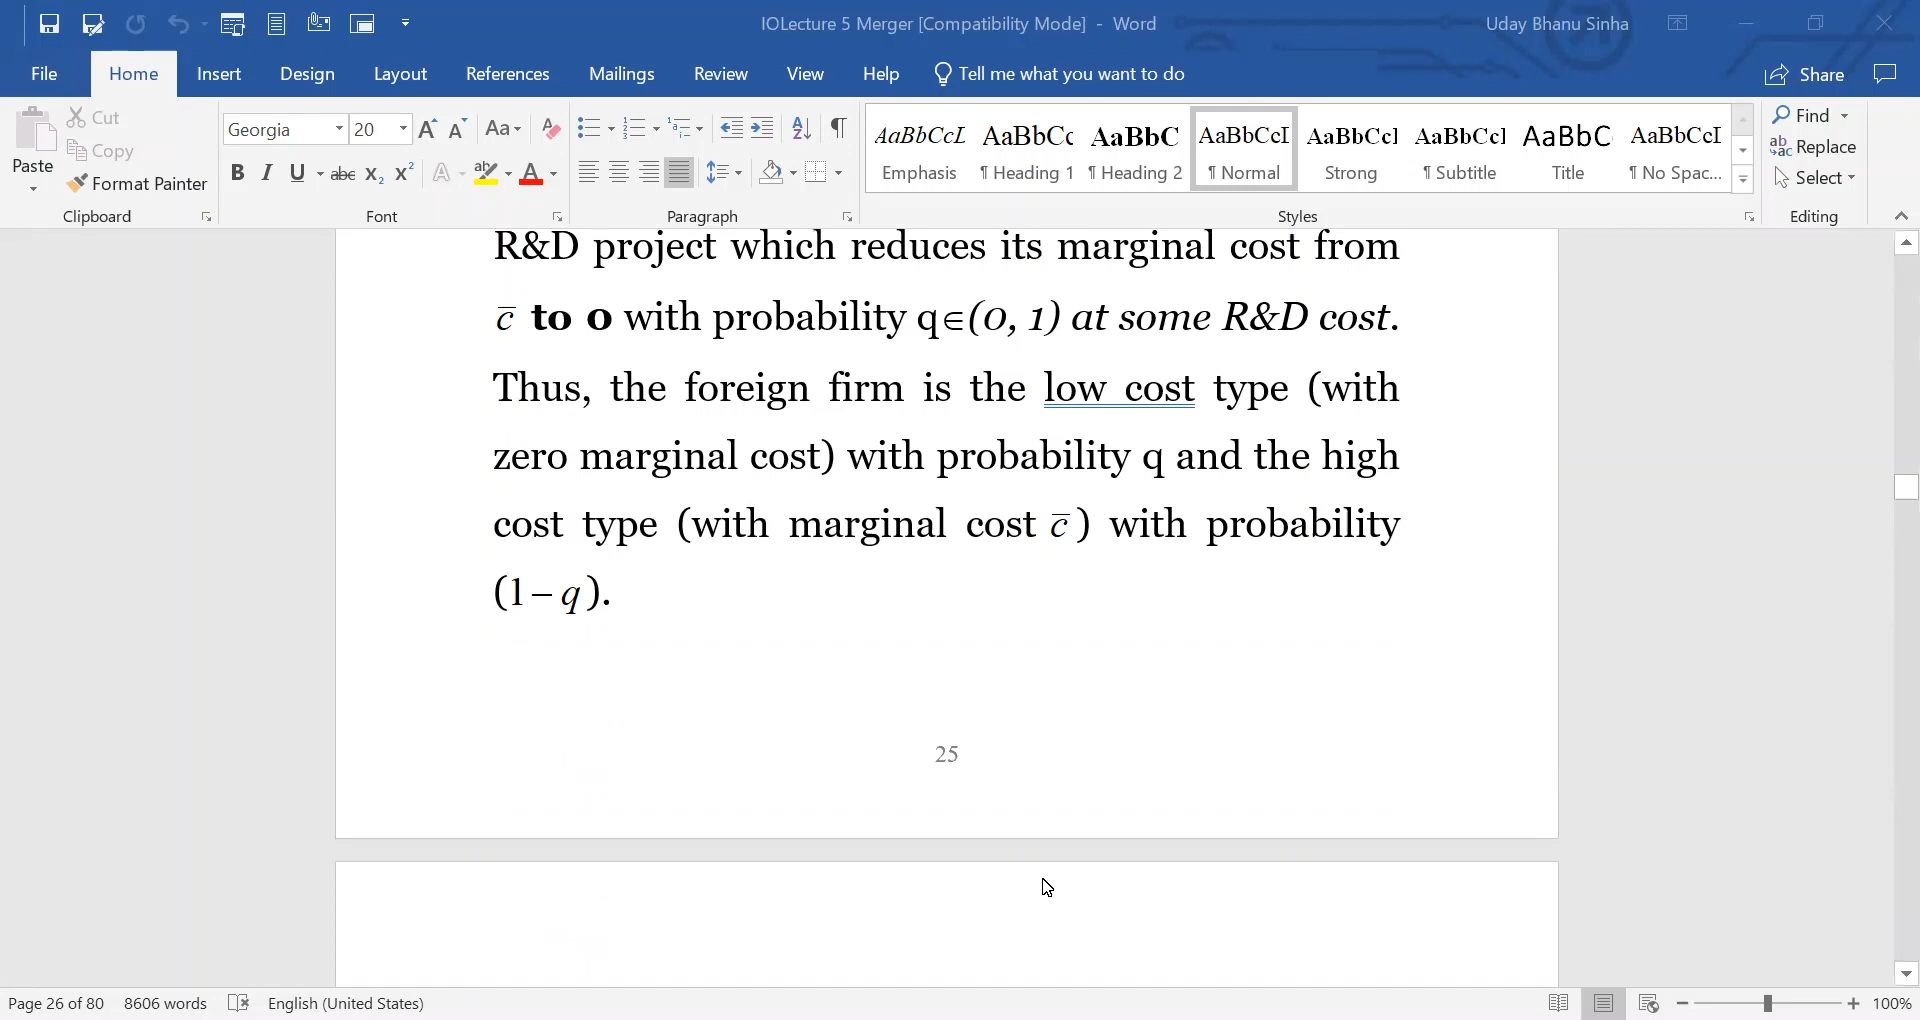 IOLecture 5 Merger [Compatibility Mode] - Word
Uday Bhanu Sinha
File Home Insert Design Layout References Mailings Review View Help Tell me what you want to do Share
Paste
Cut
Copy
Format Painter
Clipboard
Georgia 20
Font
Paragraph
AaBbCcI AaBbCc AaBbC AaBbCcI AaBbCcI AaBbCcI AaBbC AaBbCcI
Emphasis ¶ Heading 1 ¶ Heading 2 ¶ Normal Strong ¶ Subtitle Title ¶ No Spac...
Styles
Find
Replace
Select
Editing
R&D project which reduces its marginal cost from
c̅ to 0 with probability q∈(0, 1) at some R&D cost.
Thus, the foreign firm is the low cost type (with
zero marginal cost) with probability q and the high
cost type (with marginal cost c̅) with probability
(1 – q).
25
Page 26 of 80 8606 words English (United States) 100%